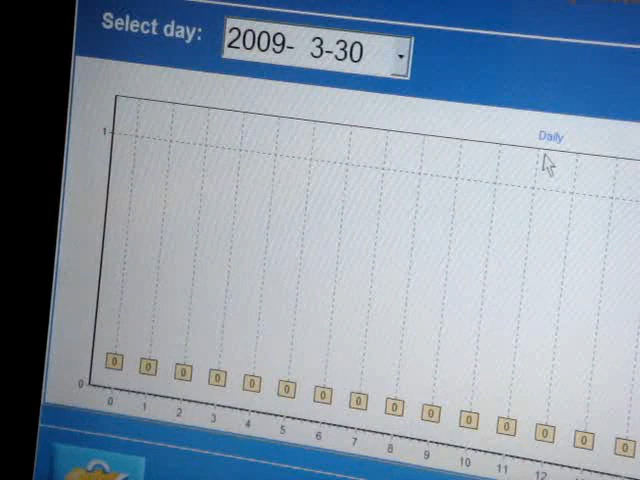 Select day: 2009- 3-30
Daily
1
0 0 0 0 0 0 0 0 0 0 0 0 0 0 0
0
0 1 2 3 4 5 6 7 8 9 10 11 12